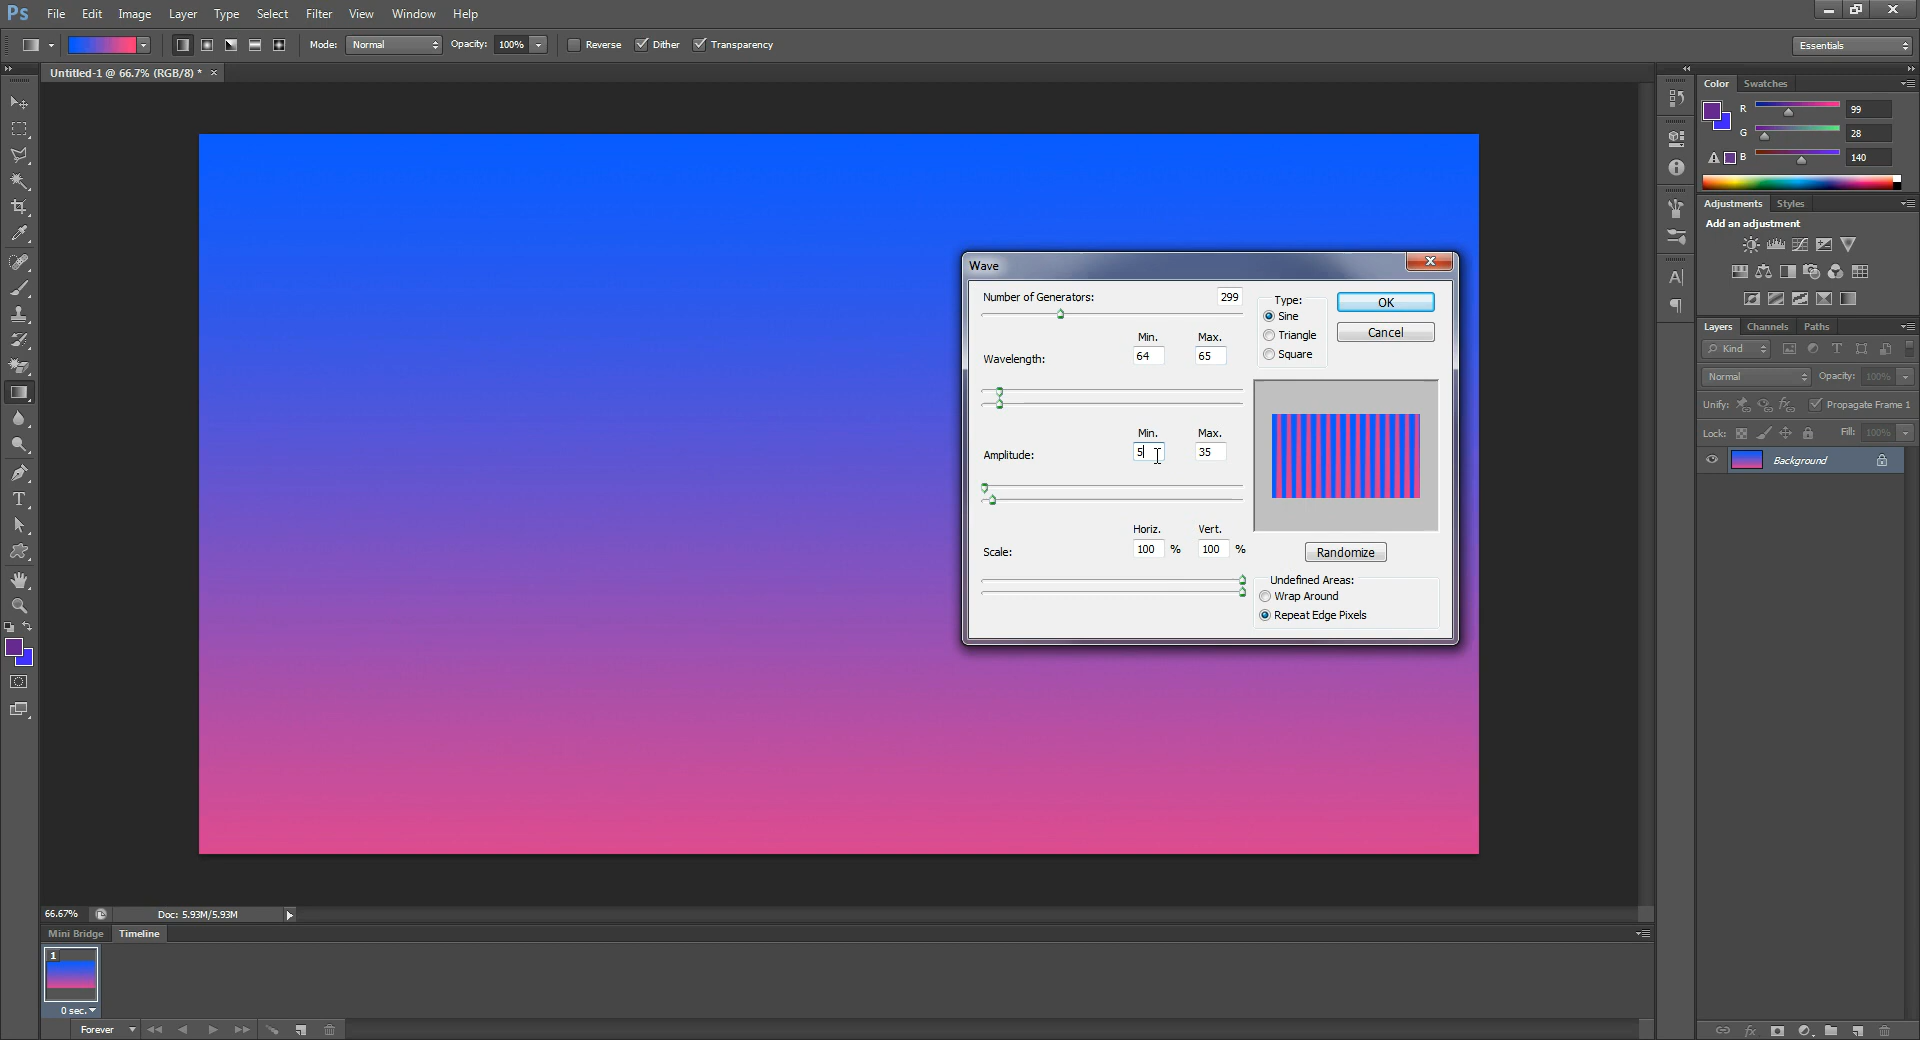 Ps File Edit Image Layer Type Select Filter View Window Help
Mode: Normal Opacity: 100% Reverse Dither Transparency Essentials
Untitled-1 @ 66.7% (RGB/8) * ×
Color Swatches
R 99
G 28
B 140
Adjustments Styles
Add an adjustment
Layers Channels Paths
Kind
Normal Opacity: 100%
Unify: Propagate Frame 1
Lock: Fill: 100%
Background
Wave
Number of Generators: 299
Min. Max.
Wavelength: 64 65
Min. Max.
Amplitude: 5 35
Horiz. Vert.
Scale: 100 % 100 %
Type:
Sine
Triangle
Square
OK
Cancel
Randomize
Undefined Areas:
Wrap Around
Repeat Edge Pixels
66.67% Doc: 5.93M/5.93M
Mini Bridge Timeline
1
0 sec.
Forever